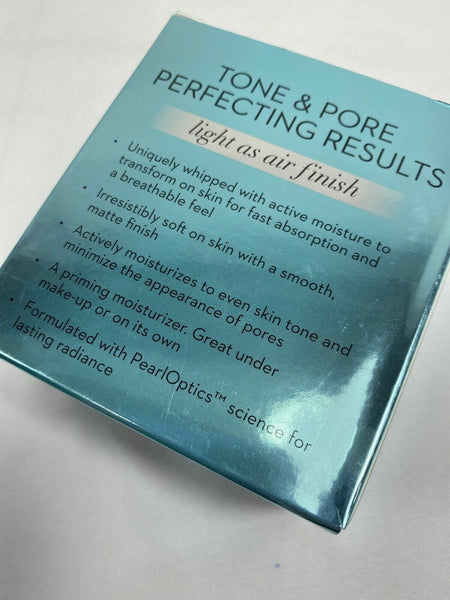 TONE & PORE
PERFECTING RESULTS
light as air finish
• Uniquely whipped with active moisture to
transform on skin for fast absorption and
a breathable feel
• Irresistibly soft on skin with a smooth,
matte finish
• Actively moisturizes to even skin tone and
minimize the appearance of pores
• A priming moisturizer. Great under
make-up or on its own
• Formulated with PearlOptics™ science for
lasting radiance